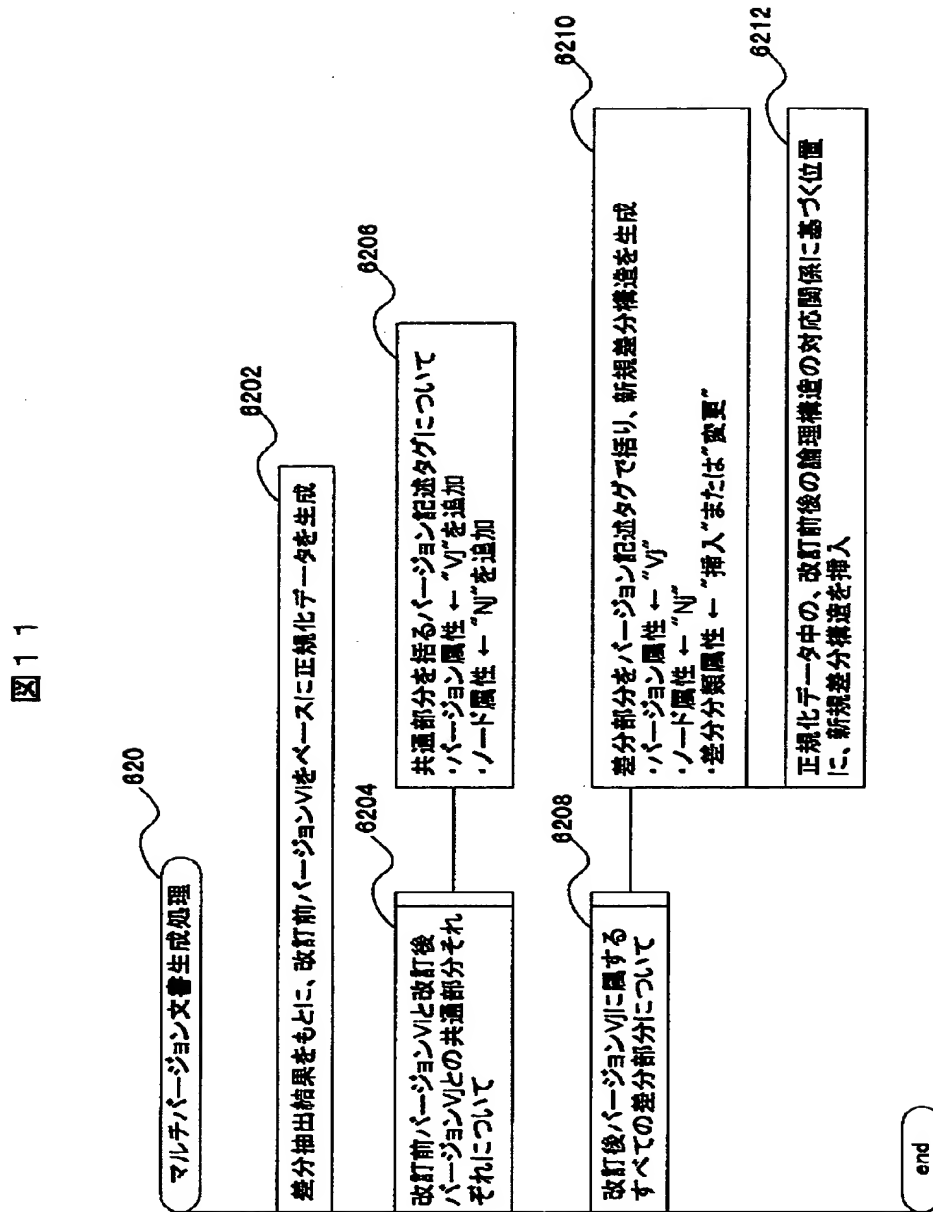 図11
620
マルチバージョン文書生成処理
6202
差分抽出結果をもとに、改訂前バージョンViをベースに正規化データを生成
6204
改訂前バージョンViと改訂後
バージョンVjとの共通部分それ
ぞれについて
6206
共通部分を括るバージョン記述タグについて
・バージョン属性 ← "Vj"を追加
・ノード属性 ← "Nj"を追加
6208
改訂後バージョンVjに属する
すべての差分部分について
6210
差分部分をバージョン記述タグで括り、新規差分構造を生成
・バージョン属性 ← "Vj"
・ノード属性 ← "Nj"
・差分分類属性 ← "挿入"または"変更"
6212
正規化データ中の、改訂前後の論理構造の対応関係に基づく位置
に、新規差分構造を挿入
end